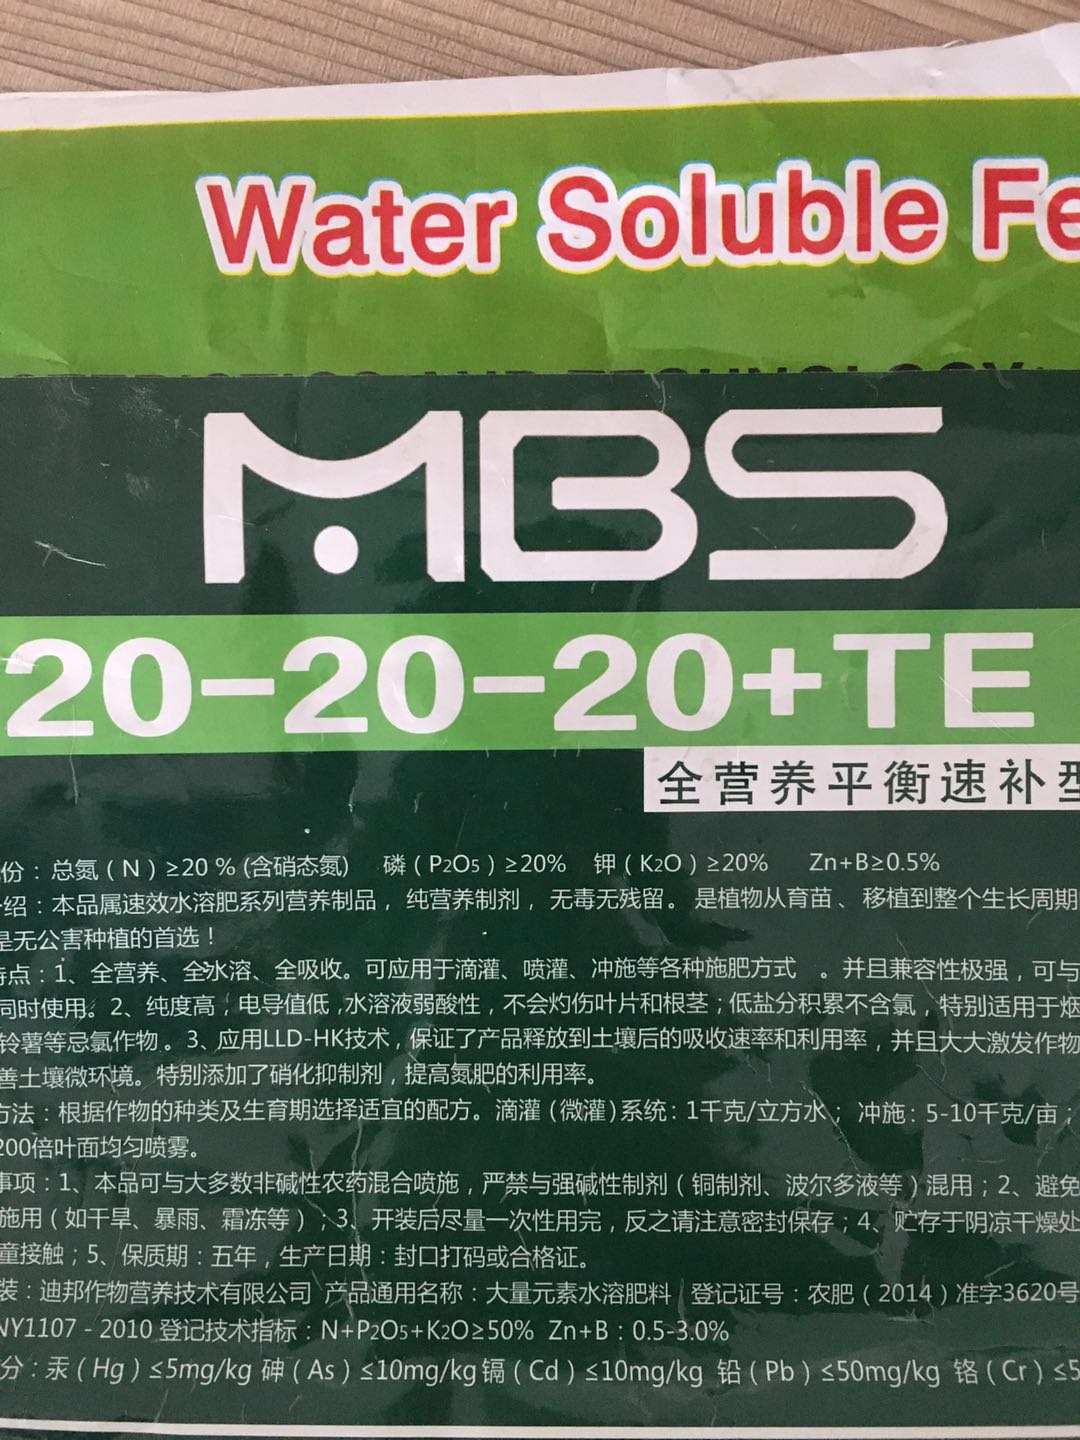 Water Soluble Fe
MBS
20-20-20+TE
全营养平衡速补型
份：总氮（N）≥20 % (含硝态氮) 磷（P2O5）≥20% 钾（K2O）≥20% Zn+B≥0.5%
绍：本品属速效水溶肥系列营养制品，纯营养制剂，无毒无残留。是植物从育苗、移植到整个生长周期
是无公害种植的首选！
特点：1、全营养、全水溶、全吸收。可应用于滴灌、喷灌、冲施等各种施肥方式 。并且兼容性极强，可与
同时使用。2、纯度高，电导值低，水溶液弱酸性，不会灼伤叶片和根茎；低盐分积累不含氯，特别适用于烟
铃薯等忌氯作物。3、应用LLD-HK技术，保证了产品释放到土壤后的吸收速率和利用率，并且大大激发作物
善土壤微环境。特别添加了硝化抑制剂，提高氮肥的利用率。
方法：根据作物的种类及生育期选择适宜的配方。滴灌（微灌）系统：1千克/立方水； 冲施：5-10千克/亩；
200倍叶面均匀喷雾。
事项：1、本品可与大多数非碱性农药混合喷施，严禁与强碱性制剂（铜制剂、波尔多液等）混用；2、避免
施用（如干旱、暴雨、霜冻等）；3、开装后尽量一次性用完，反之请注意密封保存；4、贮存于阴凉干燥处
童接触；5、保质期：五年，生产日期：封口打码或合格证。
装：迪邦作物营养技术有限公司 产品通用名称：大量元素水溶肥料 登记证号：农肥（2014）准字3620号
NY1107 - 2010 登记技术指标：N+P2O5+K2O≥50% Zn+B：0.5-3.0%
分：汞（Hg）≤5mg/kg 砷（As）≤10mg/kg 镉（Cd）≤10mg/kg 铅（Pb）≤50mg/kg 铬（Cr）≤5